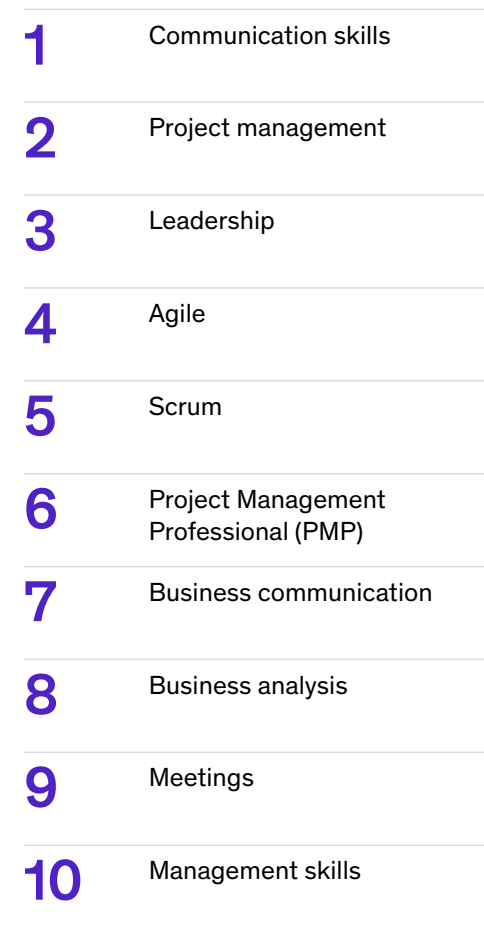 1 Communication skills
2 Project management
3 Leadership
4 Agile
5 Scrum
6 Project Management
Professional (PMP)
7 Business communication
8 Business analysis
9 Meetings
10 Management skills